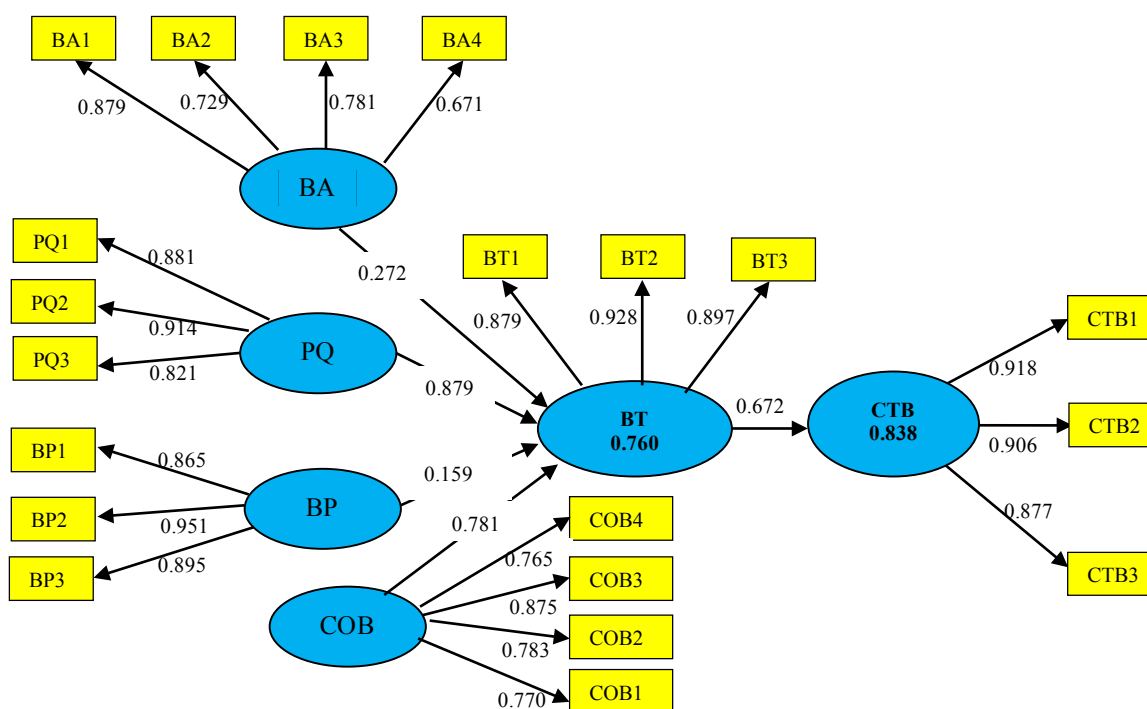 BA1
BA2
BA3
BA4
0.879
0.729
0.781
0.671
BA
PQ1
0.881
PQ2
0.914
PQ3
0.821
PQ
0.272
0.879
BT1
BT2
BT3
0.879
0.928
0.897
BT
0.760
0.672
CTB
0.838
CTB1
0.918
CTB2
0.906
0.877
CTB3
BP1
0.865
BP2
0.951
BP3
0.895
BP
0.159
0.781
COB
COB4
0.765
COB3
0.875
COB2
0.783
COB1
0.770